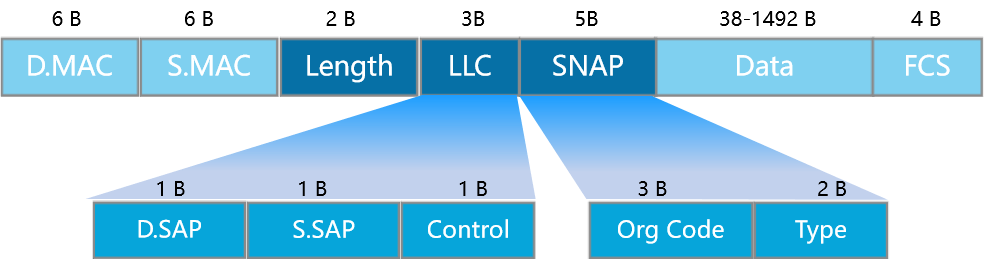 6 B 6 B 2 B 3B 5B 38-1492 B 4 B
D.MAC S.MAC Length LLC SNAP Data FCS
1 B 1 B 1 B 3 B 2 B
D.SAP S.SAP Control Org Code Type